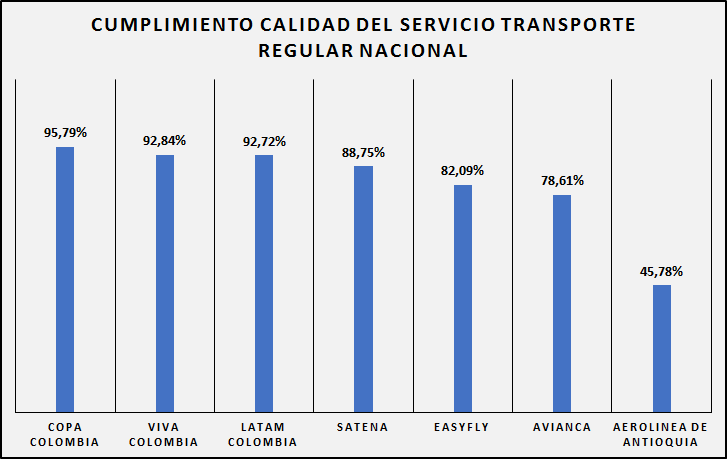 CUMPLIMIENTO CALIDAD DEL SERVICIO TRANSPORTE
REGULAR NACIONAL
95,79%
92,84%
92,72%
88,75%
82,09%
78,61%
45,78%
COPA
COLOMBIA
VIVA
COLOMBIA
LATAM
COLOMBIA
SATENA
EASYFLY
AVIANCA
AEROLINEA DE
ANTIOQUIA